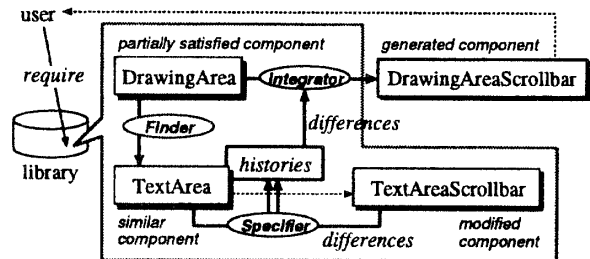 user
partially satisfied component
generated component
require
DrawingArea
Integrator
DrawingAreaScrollbar
Finder
differences
library
histories
TextArea
TextAreaScrollbar
similar
component
Specifier
differences
modified
component